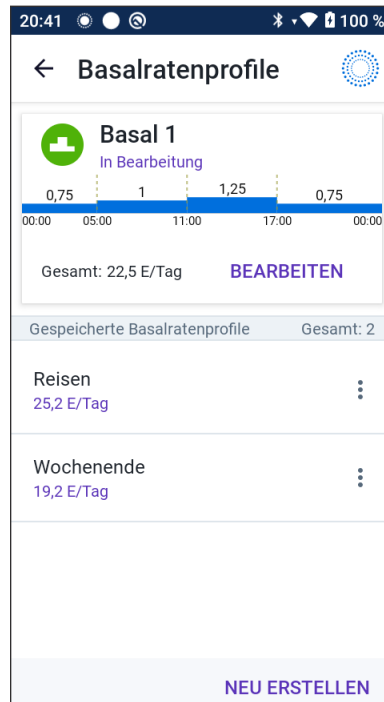 20:41 100 %
Basalratenprofile
Basal 1
In Bearbeitung
0,75 1 1,25 0,75
00:00 05:00 11:00 17:00 00:00
Gesamt: 22,5 E/Tag BEARBEITEN
Gespeicherte Basalratenprofile Gesamt: 2
Reisen
25,2 E/Tag
Wochenende
19,2 E/Tag
NEU ERSTELLEN